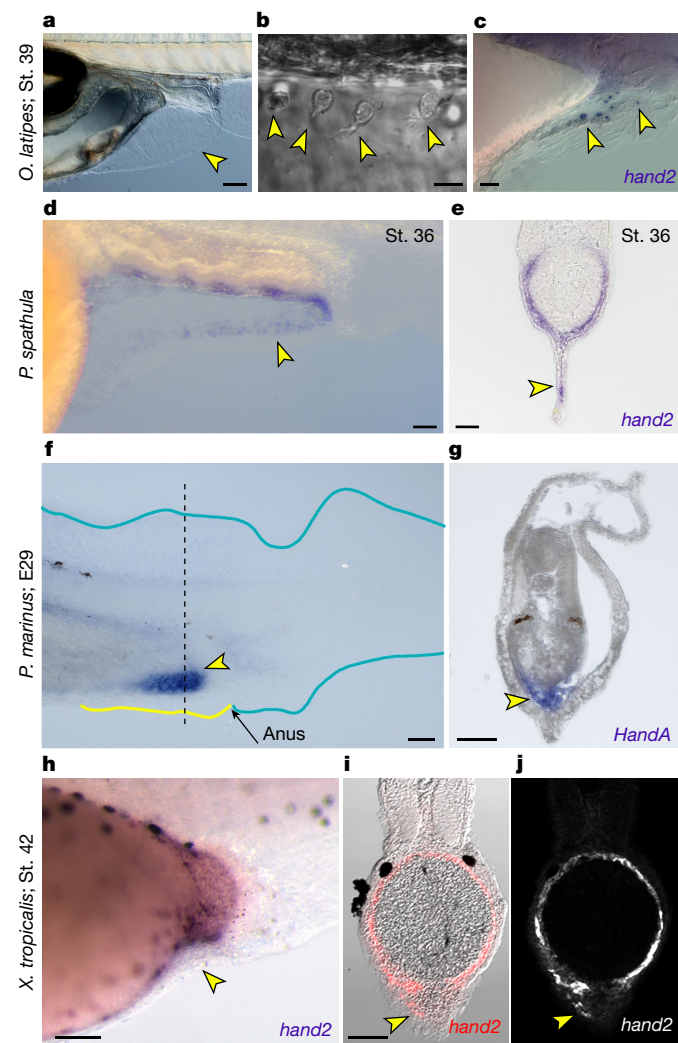 a
b
c
O. latipes; St. 39
hand2
d
e
P. spathula
St. 36
St. 36
hand2
f
g
P. marinus; E29
Anus
HandA
h
i
j
X. tropicalis; St. 42
hand2
hand2
hand2